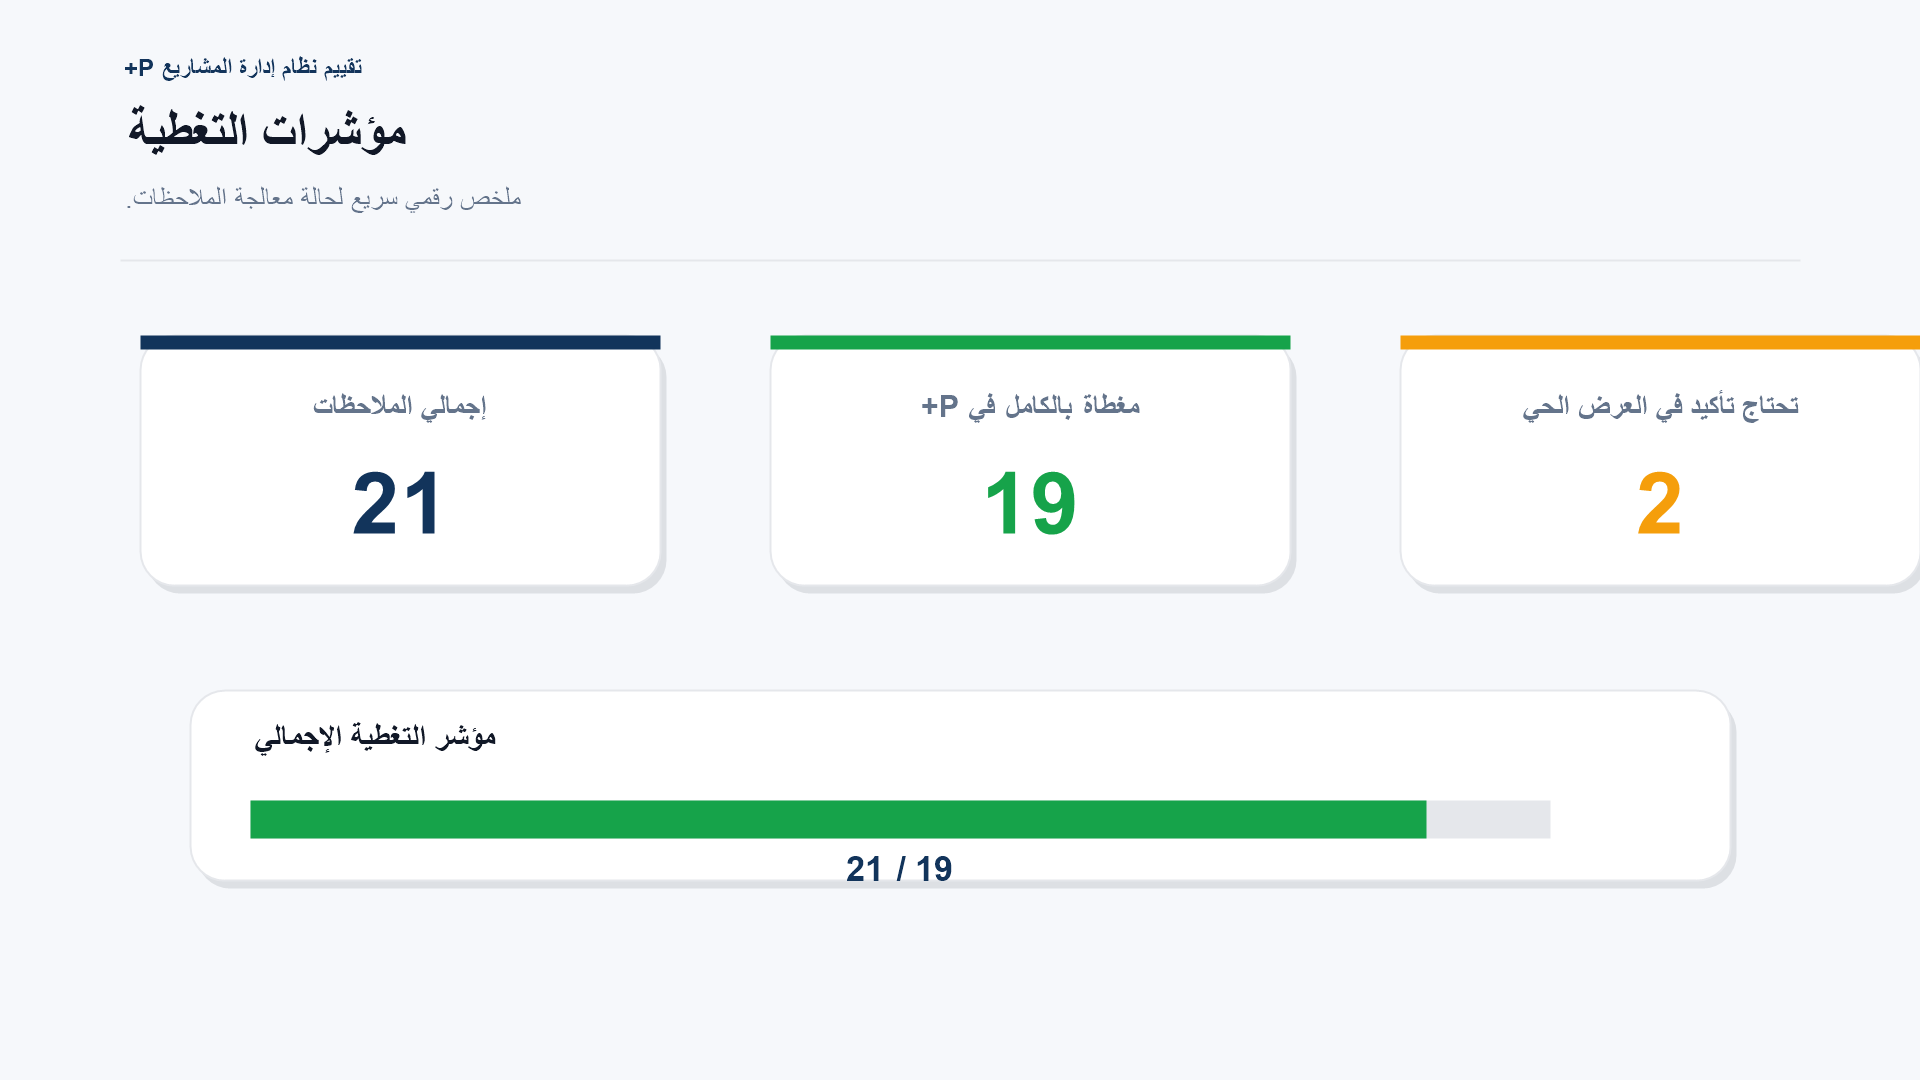 تقييم نظام إدارة المشاريع P+
مؤشرات التغطية
ملخص رقمي سريع لحالة معالجة الملاحظات.
إجمالي الملاحظات
21
مغطاة بالكامل في P+
19
تحتاج تأكيد في العرض الحي
2
مؤشر التغطية الإجمالي
21 / 19